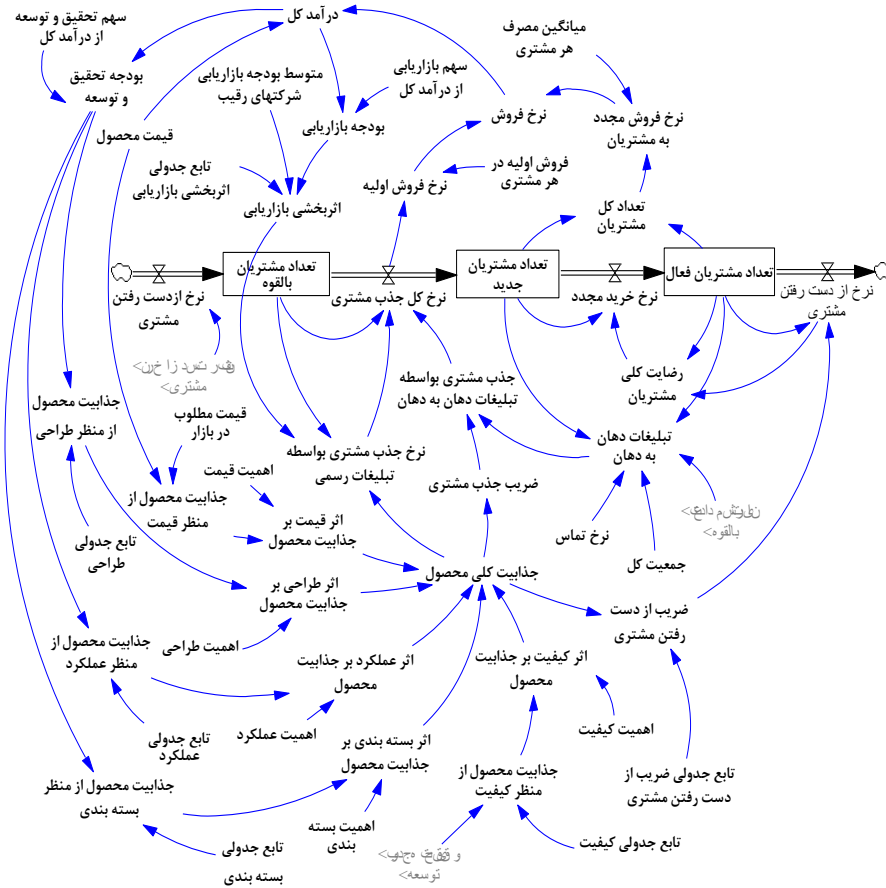 سهم تحقیق و توسعه
از درآمد کل
درآمد کل
میانگین مصرف
هر مشتری
بودجه تحقیق
و توسعه
متوسط بودجه بازاریابی
شرکتهای رقیب
سهم بازاریابی
از درآمد کل
قیمت محصول
بودجه بازاریابی
نرخ فروش
نرخ فروش مجدد
به مشتریان
تابع جدولی
اثربخشی بازاریابی
اثربخشی بازاریابی
نرخ فروش اولیه
فروش اولیه در
هر مشتری
تعداد کل
مشتریان
تعداد مشتریان
بالقوه
تعداد مشتریان
جدید
تعداد مشتریان فعال
نرخ ازدست رفتن
مشتری
نرخ کل جذب مشتری
نرخ خرید مجدد
نرخ از دست رفتن
مشتری
مشتری>
جذابیت محصول
از منظر طراحی
قیمت مطلوب
در بازار
جذب مشتری بواسطه
تبلیغات دهان به دهان
رضایت کلی
مشتریان
نرخ جذب مشتری بواسطه
تبلیغات رسمی
تبلیغات دهان
به دهان
اهمیت قیمت
ضریب جذب مشتری
جذابیت محصول از
منظر قیمت
بالقوه>
تابع جدولی
طراحی
اثر قیمت بر
جذابیت محصول
نرخ تماس
جمعیت کل
جذابیت کلی محصول
اثر طراحی بر
جذابیت محصول
ضریب از دست
رفتن مشتری
جذابیت محصول از
منظر عملکرد
اهمیت طراحی
اثر عملکرد بر جذابیت
محصول
اثر کیفیت بر جذابیت
محصول
تابع جدولی
عملکرد
اهمیت عملکرد
اهمیت کیفیت
اثر بسته بندی بر
جذابیت محصول
جذابیت محصول از
منظر کیفیت
تابع جدولی ضریب از
دست رفتن مشتری
جذابیت محصول از منظر
بسته بندی
اهمیت بسته
بندی
تابع جدولی کیفیت
تابع جدولی
بسته بندی
توسعه>